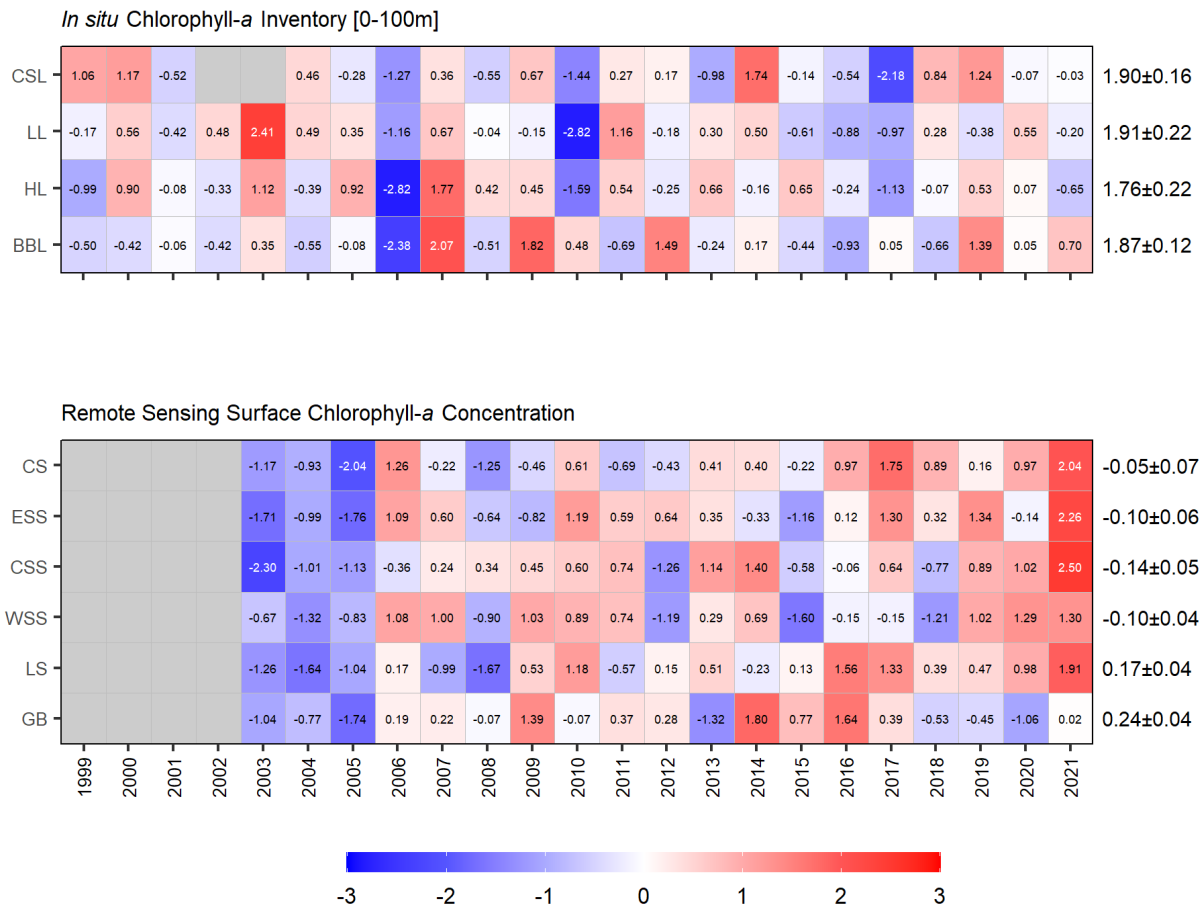 In situ Chlorophyll-a Inventory [0-100m]
CSL 1.06 1.17 -0.52 0.46 -0.28 -1.27 0.36 -0.55 0.67 -1.44 0.27 0.17 -0.98 1.74 -0.14 -0.54 -2.18 0.84 1.24 -0.07 -0.03 1.90±0.16
LL -0.17 0.56 -0.42 0.48 2.41 0.49 0.35 -1.16 0.67 -0.04 -0.15 -2.82 1.16 -0.18 0.30 0.50 -0.61 -0.88 -0.97 0.28 -0.38 0.55 -0.20 1.91±0.22
HL -0.99 0.90 -0.08 -0.33 1.12 -0.39 0.92 -2.82 1.77 0.42 0.45 -1.59 0.54 -0.25 0.66 -0.16 0.65 -0.24 -1.13 -0.07 0.53 0.07 -0.65 1.76±0.22
BBL -0.50 -0.42 -0.06 -0.42 0.35 -0.55 -0.08 -2.38 2.07 -0.51 1.82 0.48 -0.69 1.49 -0.24 0.17 -0.44 -0.93 0.05 -0.66 1.39 0.05 0.70 1.87±0.12
Remote Sensing Surface Chlorophyll-a Concentration
CS -1.17 -0.93 -2.04 1.26 -0.22 -1.25 -0.46 0.61 -0.69 -0.43 0.41 0.40 -0.22 0.97 1.75 0.89 0.16 0.97 2.04 -0.05±0.07
ESS -1.71 -0.99 -1.76 1.09 0.60 -0.64 -0.82 1.19 0.59 0.64 0.35 -0.33 -1.16 0.12 1.30 0.32 1.34 -0.14 2.26 -0.10±0.06
CSS -2.30 -1.01 -1.13 -0.36 0.24 0.34 0.45 0.60 0.74 -1.26 1.14 1.40 -0.58 -0.06 0.64 -0.77 0.89 1.02 2.50 -0.14±0.05
WSS -0.67 -1.32 -0.83 1.08 1.00 -0.90 1.03 0.89 0.74 -1.19 0.29 0.69 -1.60 -0.15 -0.15 -1.21 1.02 1.29 1.30 -0.10±0.04
LS -1.26 -1.64 -1.04 0.17 -0.99 -1.67 0.53 1.18 -0.57 0.15 0.51 -0.23 0.13 1.56 1.33 0.39 0.47 0.98 1.91 0.17±0.04
GB -1.04 -0.77 -1.74 0.19 0.22 -0.07 1.39 -0.07 0.37 0.28 -1.32 1.80 0.77 1.64 0.39 -0.53 -0.45 -1.06 0.02 0.24±0.04
1999 2000 2001 2002 2003 2004 2005 2006 2007 2008 2009 2010 2011 2012 2013 2014 2015 2016 2017 2018 2019 2020 2021
-3 -2 -1 0 1 2 3